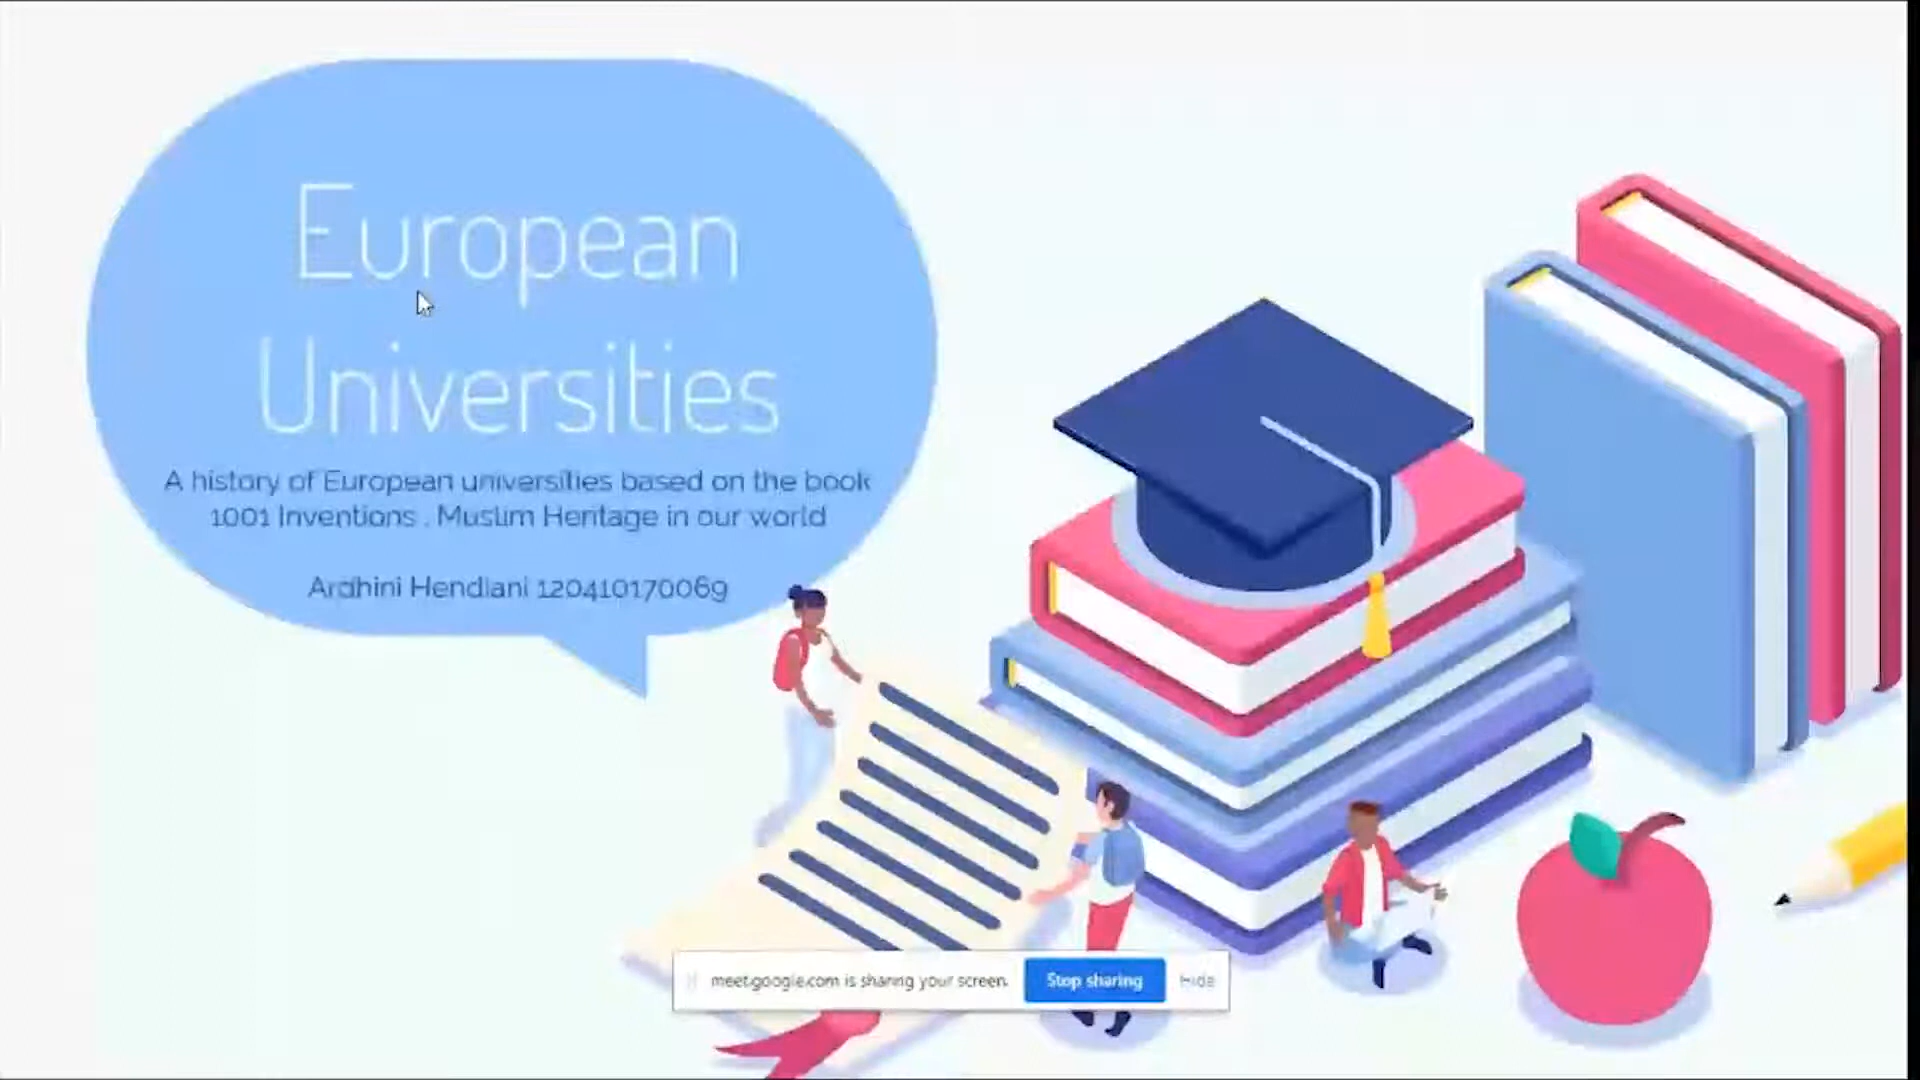 European
Universities
A history of European universities based on the book
1001 Inventions . Muslim Heritage in our world
Ardhini Hendiani 120410170069
meet.google.com is sharing your screen.
Stop sharing
Hide